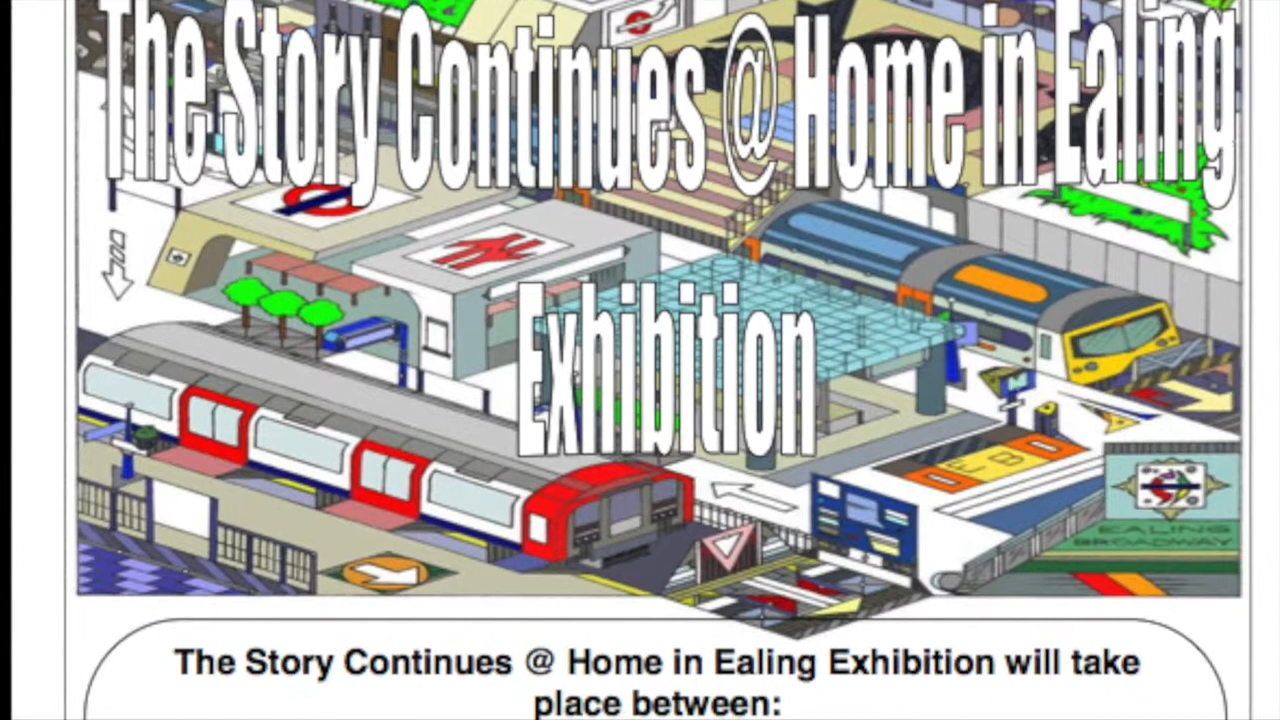 The Story Continues @ Home in Ealing
Exhibition
EALING
BROADWAY
The Story Continues @ Home in Ealing Exhibition will take
place between: